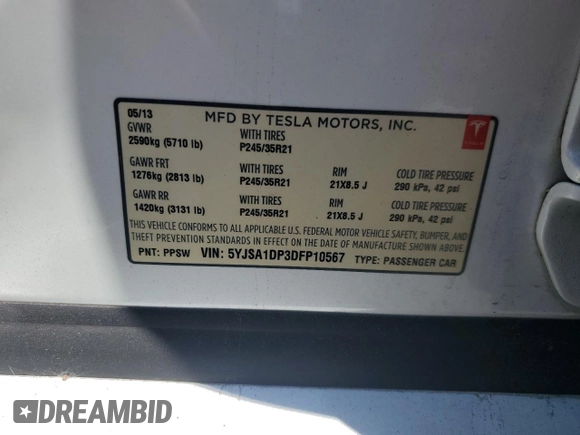 05/13 MFD BY TESLA MOTORS, INC.
GVWR WITH TIRES
2590kg (5710 lb) P245/35R21
TESLA
GAWR FRT WITH TIRES RIM COLD TIRE PRESSURE
1276kg (2813 lb) P245/35R21 21X8.5 J 290 kPa, 42 psi
GAWR RR WITH TIRES RIM COLD TIRE PRESSURE
1420kg (3131 lb) P245/35R21 21X8.5 J 290 kPa, 42 psi
THIS VEHICLE CONFORMS TO ALL APPLICABLE U.S. FEDERAL MOTOR VEHICLE SAFETY, BUMPER, AND
THEFT PREVENTION STANDARDS IN EFFECT ON THE DATE OF MANUFACTURE SHOWN ABOVE.
PNT: PPSW VIN: 5YJSA1DP3DFP10567 TYPE: PASSENGER CAR
DREAMBID